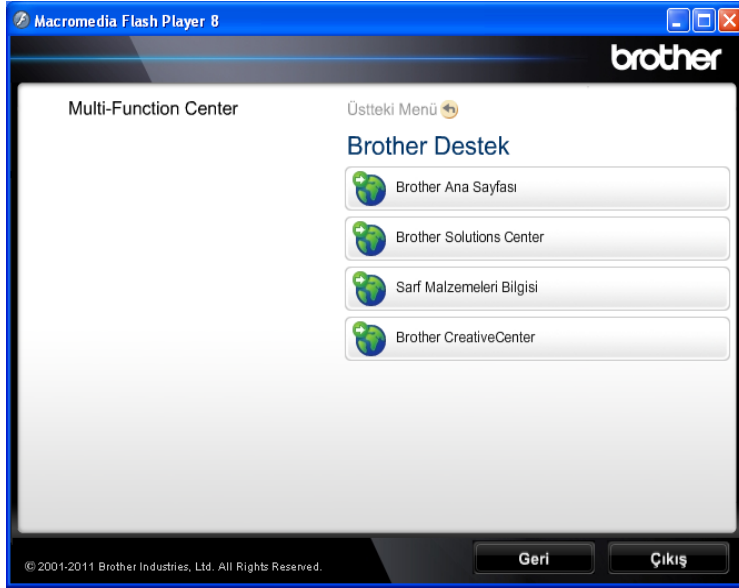 Macromedia Flash Player 8
brother
Multi-Function Center
Üstteki Menü
Brother Destek
Brother Ana Sayfası
Brother Solutions Center
Sarf Malzemeleri Bilgisi
Brother CreativeCenter
© 2001-2011 Brother Industries, Ltd. All Rights Reserved.
Geri
Çıkış